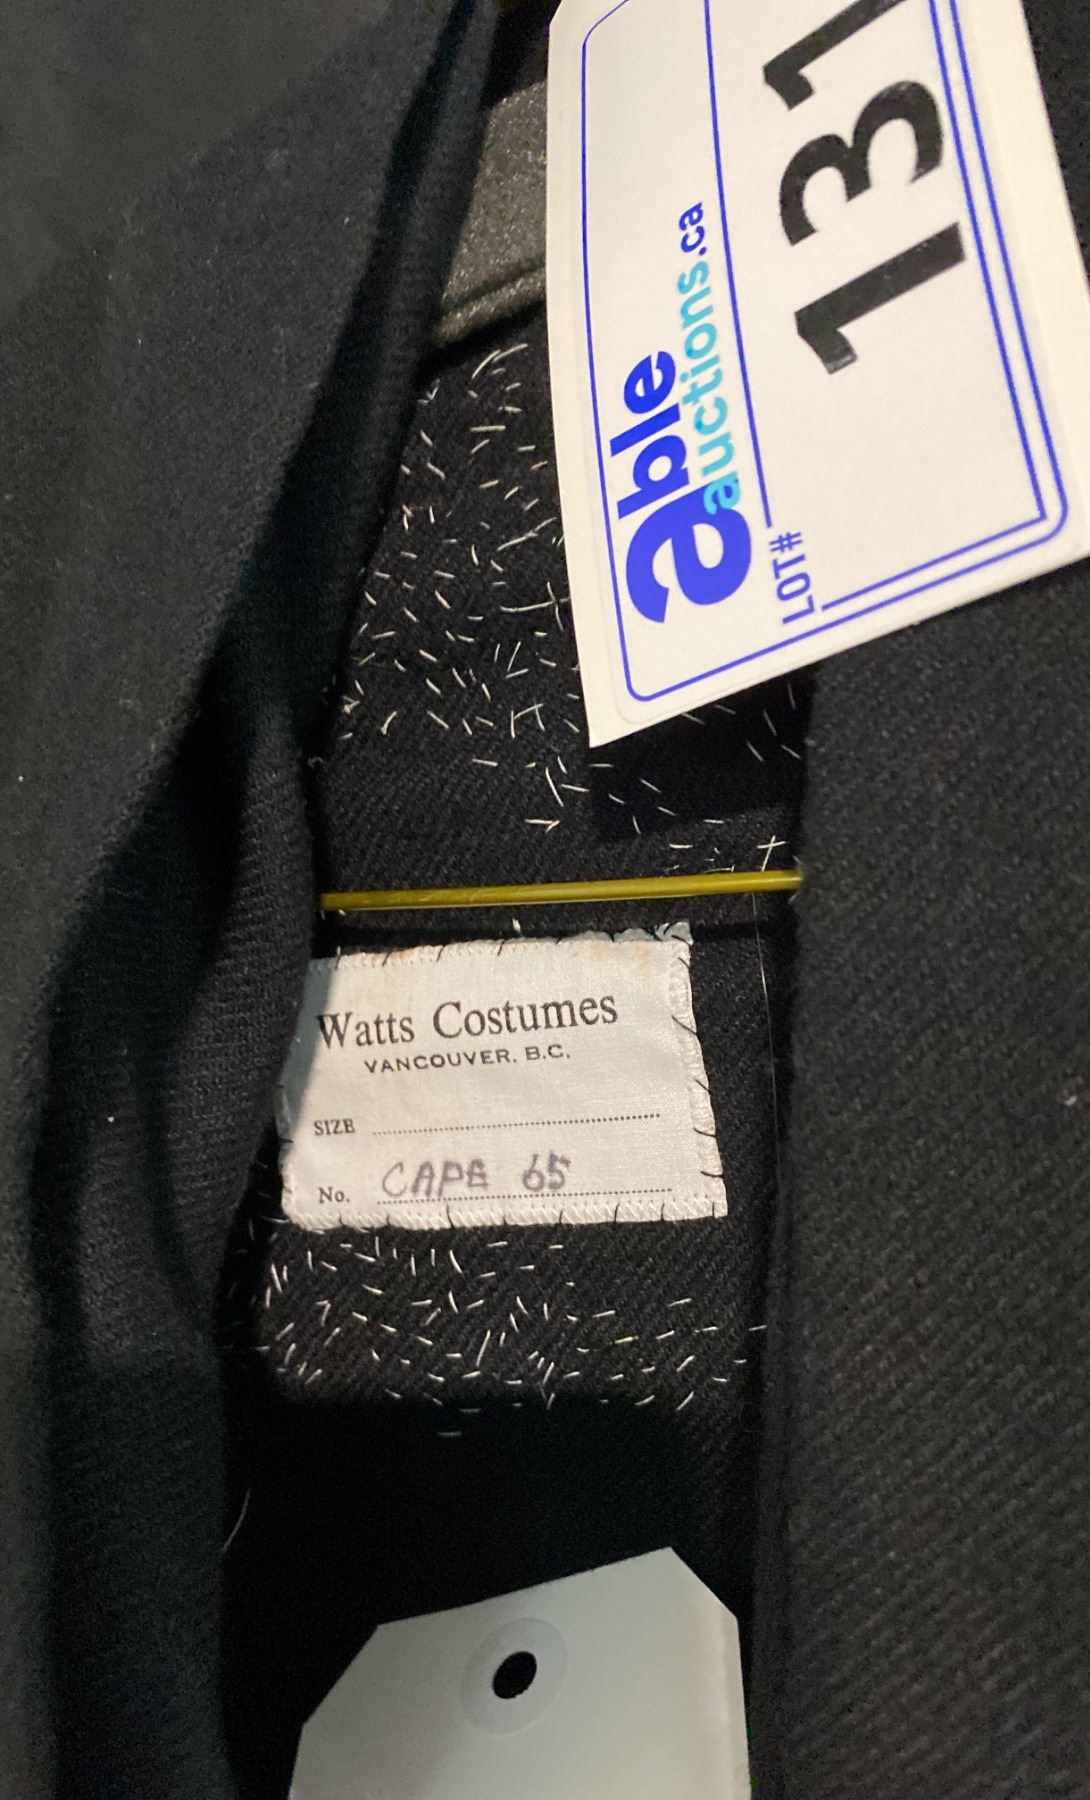 able
auctions.ca
LOT#
131
Watts Costumes
VANCOUVER, B.C.
SIZE
No. CAPE 65